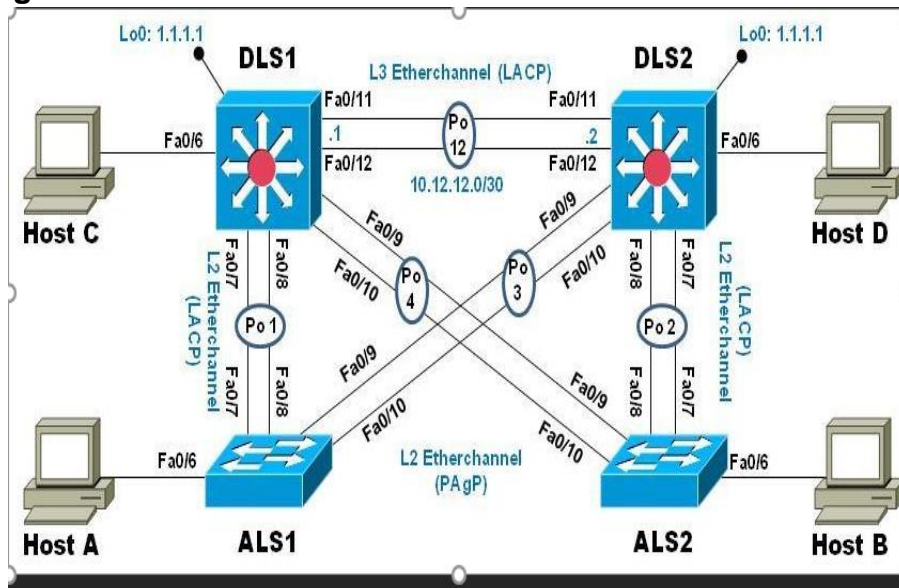 g
Lo0: 1.1.1.1
Lo0: 1.1.1.1
DLS1
DLS2
L3 Etherchannel (LACP)
Fa0/11
Fa0/11
Fa0/6
.1
Po
12
.2
Fa0/6
Fa0/12
Fa0/12
10.12.12.0/30
Host C
Host D
Fa0/9
Fa0/9
Fa0/10
Fa0/10
Fa0/7
Fa0/8
Fa0/8
Fa0/7
L2 Etherchannel
(LACP)
Po
4
Po
3
(LACP)
L2 Etherchannel
Po 1
Po 2
Fa0/7
Fa0/8
Fa0/9
Fa0/10
Fa0/9
Fa0/10
Fa0/8
Fa0/7
L2 Etherchannel
(PAgP)
Fa0/6
Fa0/6
Host A
ALS1
ALS2
Host B